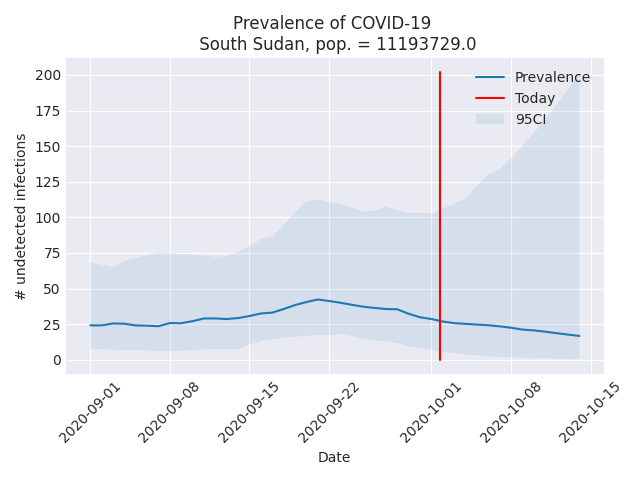 Prevalence of COVID-19
South Sudan, pop. = 11193729.0
Prevalence
Today
95CI
# undetected infections
200
175
150
125
100
75
50
25
0
2020-09-01
2020-09-08
2020-09-15
2020-09-22
2020-10-01
2020-10-08
2020-10-15
Date